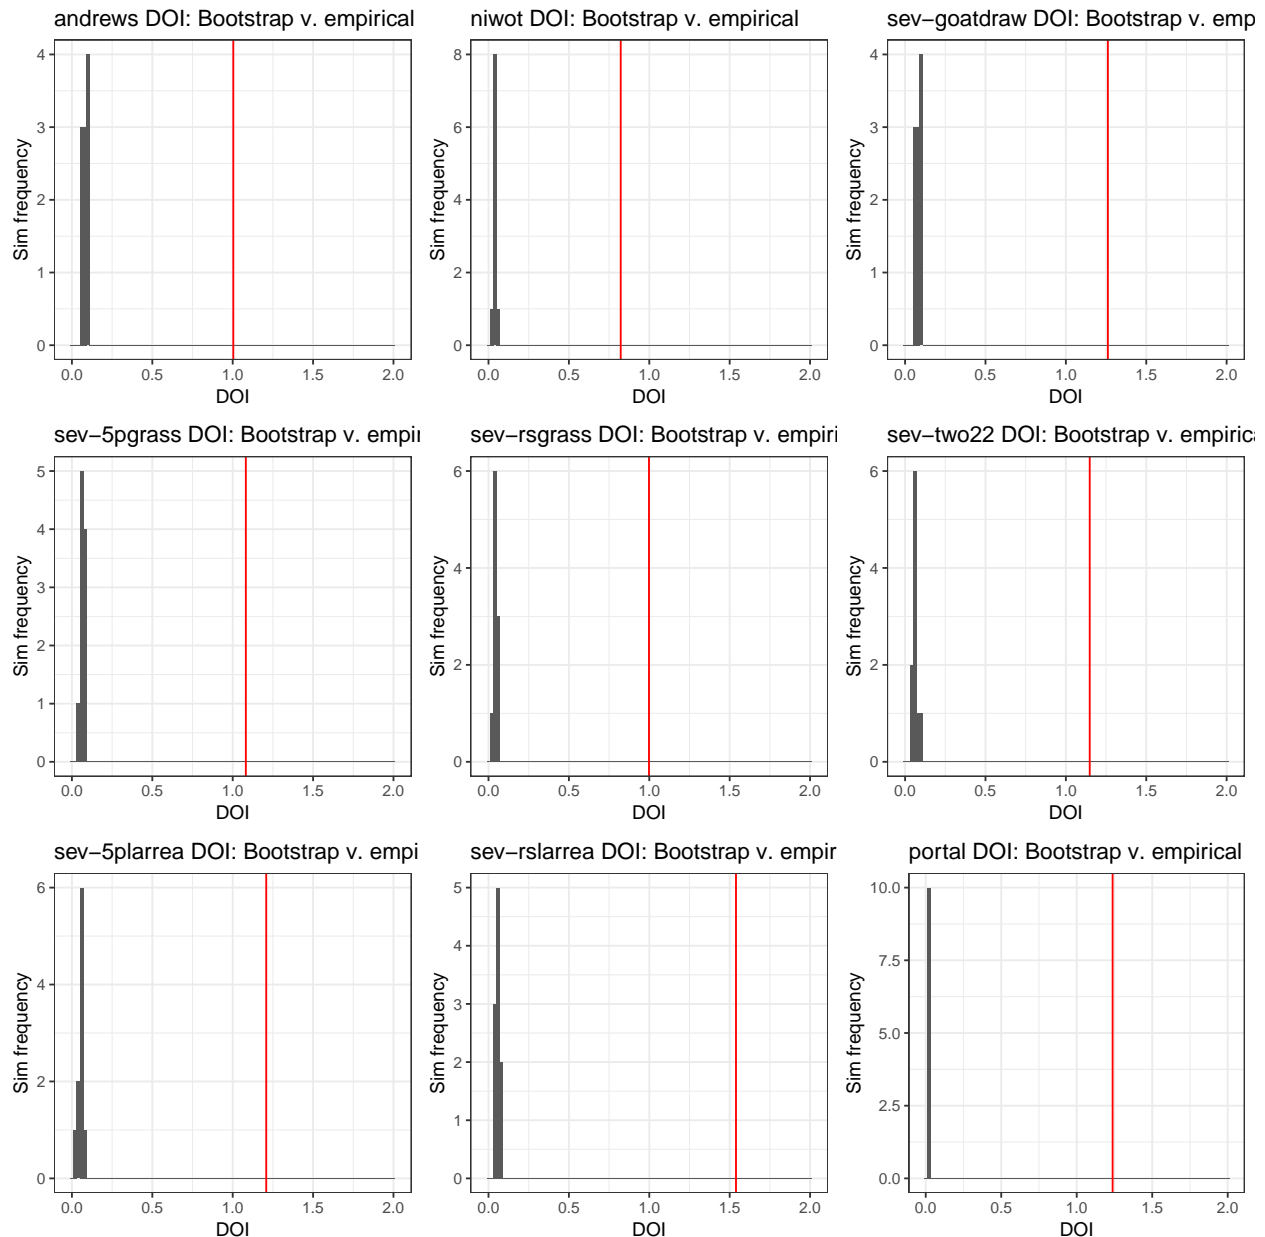 andrews DOI: Bootstrap v. empirical
4
3
2
1
0
Sim frequency
0.0 0.5 1.0 1.5 2.0
DOI
niwot DOI: Bootstrap v. empirical
8
6
4
2
0
Sim frequency
0.0 0.5 1.0 1.5 2.0
DOI
sev−goatdraw DOI: Bootstrap v. emp
4
3
2
1
0
Sim frequency
0.0 0.5 1.0 1.5 2.0
DOI
sev−5pgrass DOI: Bootstrap v. empir
5
4
3
2
1
0
Sim frequency
0.0 0.5 1.0 1.5 2.0
DOI
sev−rsgrass DOI: Bootstrap v. empiri
6
4
2
0
Sim frequency
0.0 0.5 1.0 1.5 2.0
DOI
sev−two22 DOI: Bootstrap v. empirica
6
4
2
0
Sim frequency
0.0 0.5 1.0 1.5 2.0
DOI
sev−5plarrea DOI: Bootstrap v. empi
6
4
2
0
Sim frequency
0.0 0.5 1.0 1.5 2.0
DOI
sev−rslarrea DOI: Bootstrap v. empir
5
4
3
2
1
0
Sim frequency
0.0 0.5 1.0 1.5 2.0
DOI
portal DOI: Bootstrap v. empirical
10.0
7.5
5.0
2.5
0.0
Sim frequency
0.0 0.5 1.0 1.5 2.0
DOI